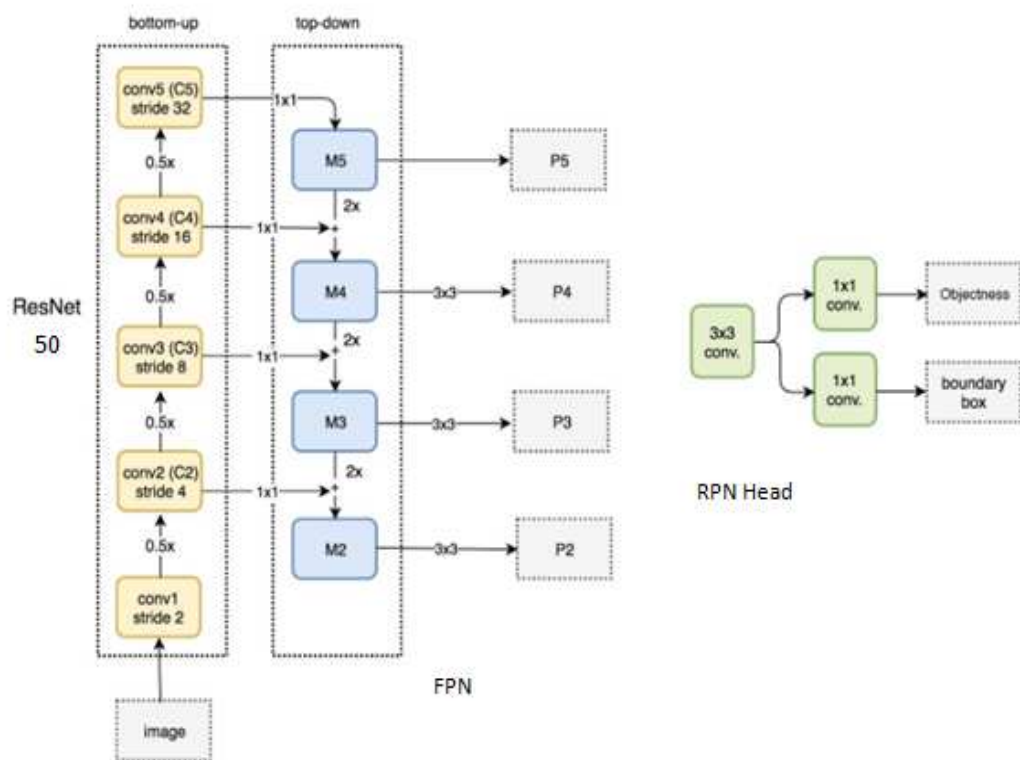 bottom-up
top-down
conv5 (C5)
stride 32
1x1
M5
P5
0.5x
2x
conv4 (C4)
stride 16
1x1
+
M4
3x3
P4
0.5x
2x
ResNet
50
conv3 (C3)
stride 8
1x1
+
M3
3x3
P3
0.5x
2x
conv2 (C2)
stride 4
1x1
+
M2
3x3
P2
0.5x
conv1
stride 2
image
FPN
3x3
conv.
1x1
conv.
Objectness
1x1
conv.
boundary
box
RPN Head